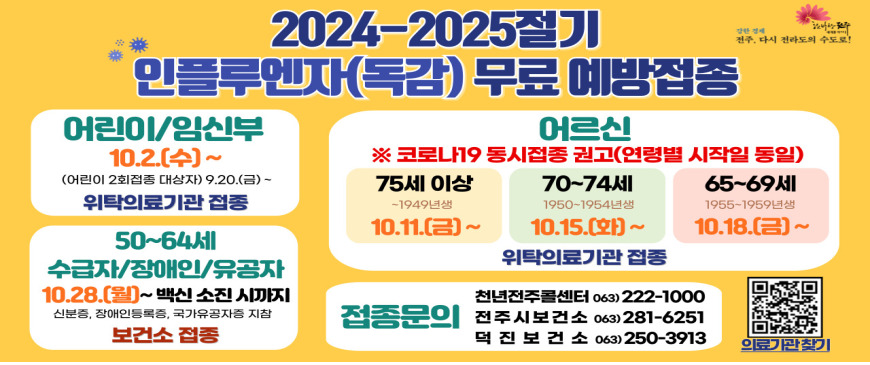 2024-2025절기
인플루엔자(독감) 무료 예방접종
강한 경제
전주, 다시 전라도의 수도로!
어린이/임신부
10.2.(수) ~
(어린이 2회접종 대상자) 9.20.(금) ~
위탁의료기관 접종
50~64세
수급자/장애인/유공자
10.28.(월)~ 백신 소진 시까지
신분증, 장애인등록증, 국가유공자증 지참
보건소 접종
어르신
※ 코로나19 동시접종 권고(연령별 시작일 동일)
75세 이상
~1949년생
10.11.(금) ~
70~74세
1950~1954년생
10.15.(화) ~
65~69세
1955~1959년생
10.18.(금) ~
위탁의료기관 접종
접종문의
천년전주콜센터 063) 222-1000
전주시보건소 063) 281-6251
덕진보건소 063) 250-3913
의료기관 찾기